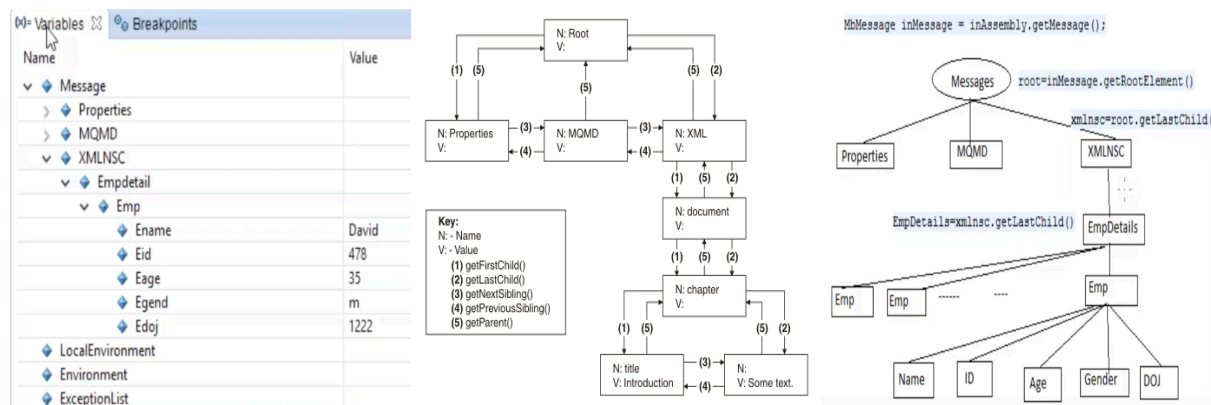 (x)= Variables Breakpoints
Name Value
Message
Properties
MQMD
XMLNSC
Empdetail
Emp
Ename David
Eid 478
Eage 35
Egend m
Edoj 1222
LocalEnvironment
Environment
ExceptionList
N: Root
V:
(1) (5) (5) (5) (2)
N: Properties
V:
(3)
(4)
N: MQMD
V:
(3)
(4)
N: XML
V:
(1) (5) (2)
N: document
V:
(1) (5) (2)
N: chapter
V:
(1) (5) (5) (2)
N: title
V: Introduction
(3)
(4)
N:
V: Some text.
Key:
N: - Name
V: - Value
(1) getFirstChild()
(2) getLastChild()
(3) getNextSibling()
(4) getPreviousSibling()
(5) getParent()
MbMessage inMessage = inAssembly.getMessage();
Messages root=inMessage.getRootElement()
xmlnsc=root.getLastChild(
Properties MQMD XMLNSC
EmpDetails=xmlnsc.getLastChild() EmpDetails
Emp Emp ------ ---- Emp
Name ID Age Gender DOJ